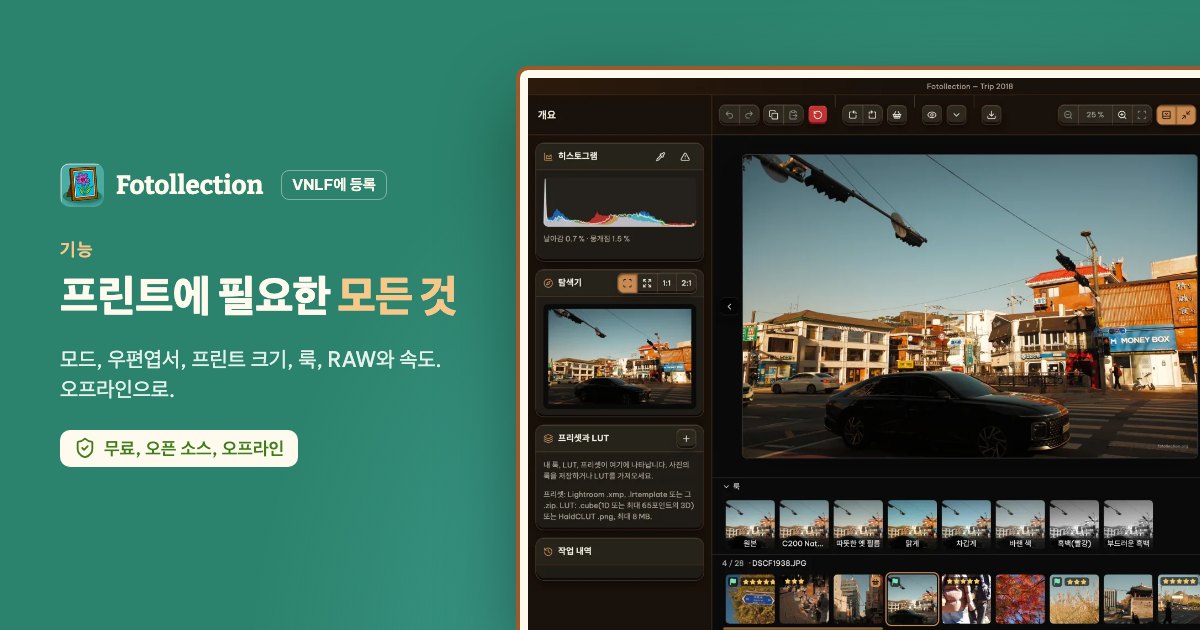 Fotollection
VNLF에 등록
기능
프린트에 필요한 모든 것
모드, 우편엽서, 프린트 크기, 룩, RAW와 속도.
오프라인으로.
무료, 오픈 소스, 오프라인
Fotollection — Trip 2018
개요
25 %
히스토그램
날아감 0.7 % · 뭉개짐 1.5 %
탐색기
1:1
2:1
프리셋과 LUT
내 룩, LUT, 프리셋이 여기에 나타납니다. 사진의
룩을 저장하거나 LUT를 가져오세요.
프리셋: Lightroom .xmp, .lrtemplate 또는 그
.zip. LUT: .cube(1D 또는 최대 65포인트의 3D)
또는 HaldCLUT .png, 최대 8 MB.
작업 내역
MONEY BOX
fotollection.org
룩
원본
C200 Nat...
따뜻한 옛 필름
맑게
차갑게
바랜 색
흑백(빨강)
부드러운 흑백
4 / 28 · DSCF1938.JPG